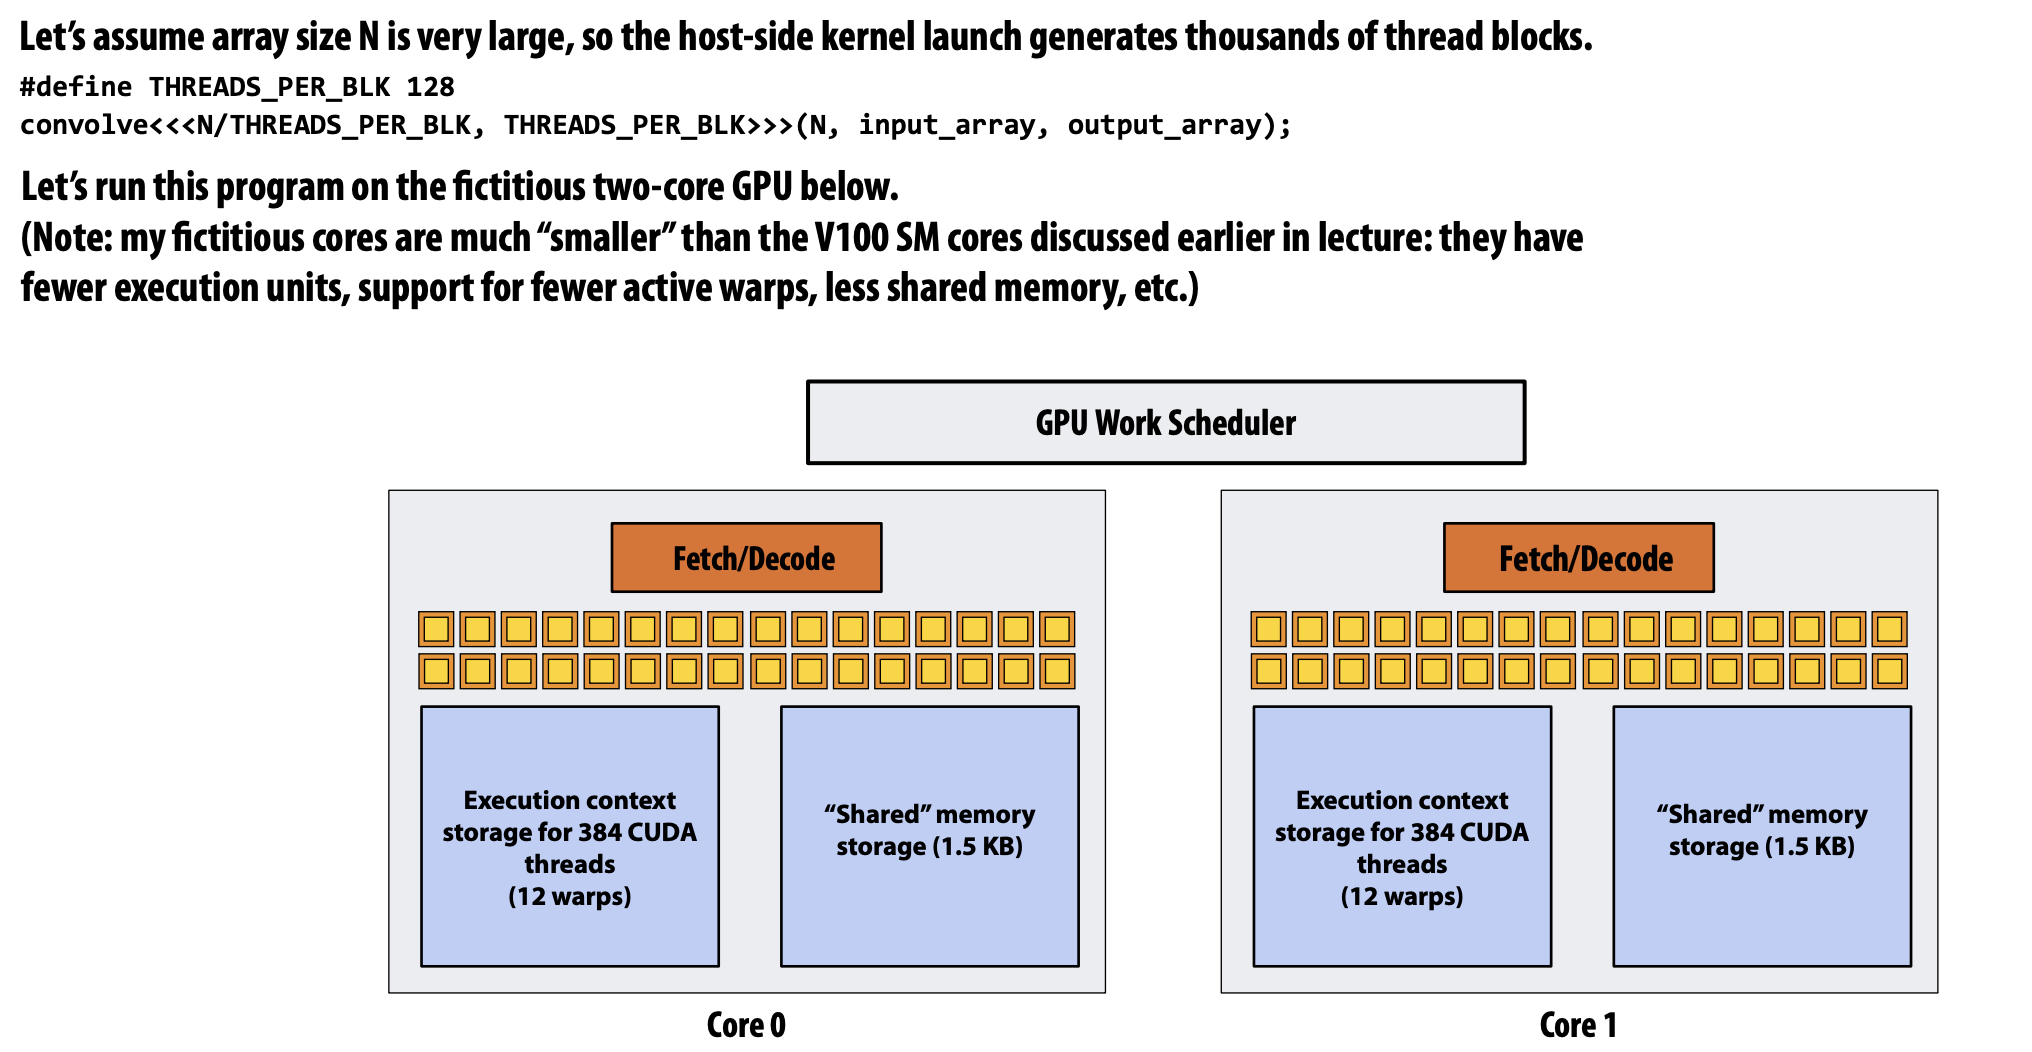 Let’s assume array size N is very large, so the host-side kernel launch generates thousands of thread blocks.
#define THREADS_PER_BLK 128
convolve<<<N/THREADS_PER_BLK, THREADS_PER_BLK>>>(N, input_array, output_array);
Let’s run this program on the fictitious two-core GPU below.
(Note: my fictitious cores are much “smaller” than the V100 SM cores discussed earlier in lecture: they have
fewer execution units, support for fewer active warps, less shared memory, etc.)
GPU Work Scheduler
Fetch/Decode
Execution context
storage for 384 CUDA
threads
(12 warps)
“Shared” memory
storage (1.5 KB)
Core 0
Fetch/Decode
Execution context
storage for 384 CUDA
threads
(12 warps)
“Shared” memory
storage (1.5 KB)
Core 1